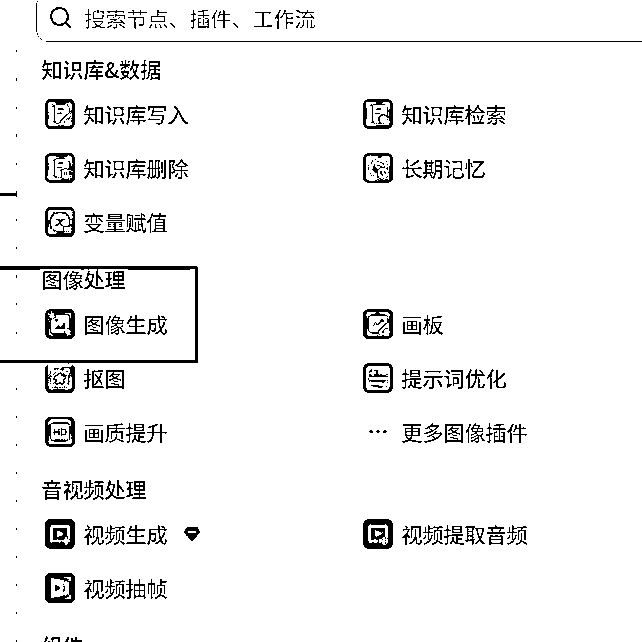 搜索节点、插件、工作流
知识库&数据
知识库写入 知识库检索
知识库删除 长期记忆
变量赋值
图像处理
图像生成 画板
抠图 提示词优化
HD 画质提升 ··· 更多图像插件
音视频处理
视频生成 视频提取音频
视频抽帧
组件